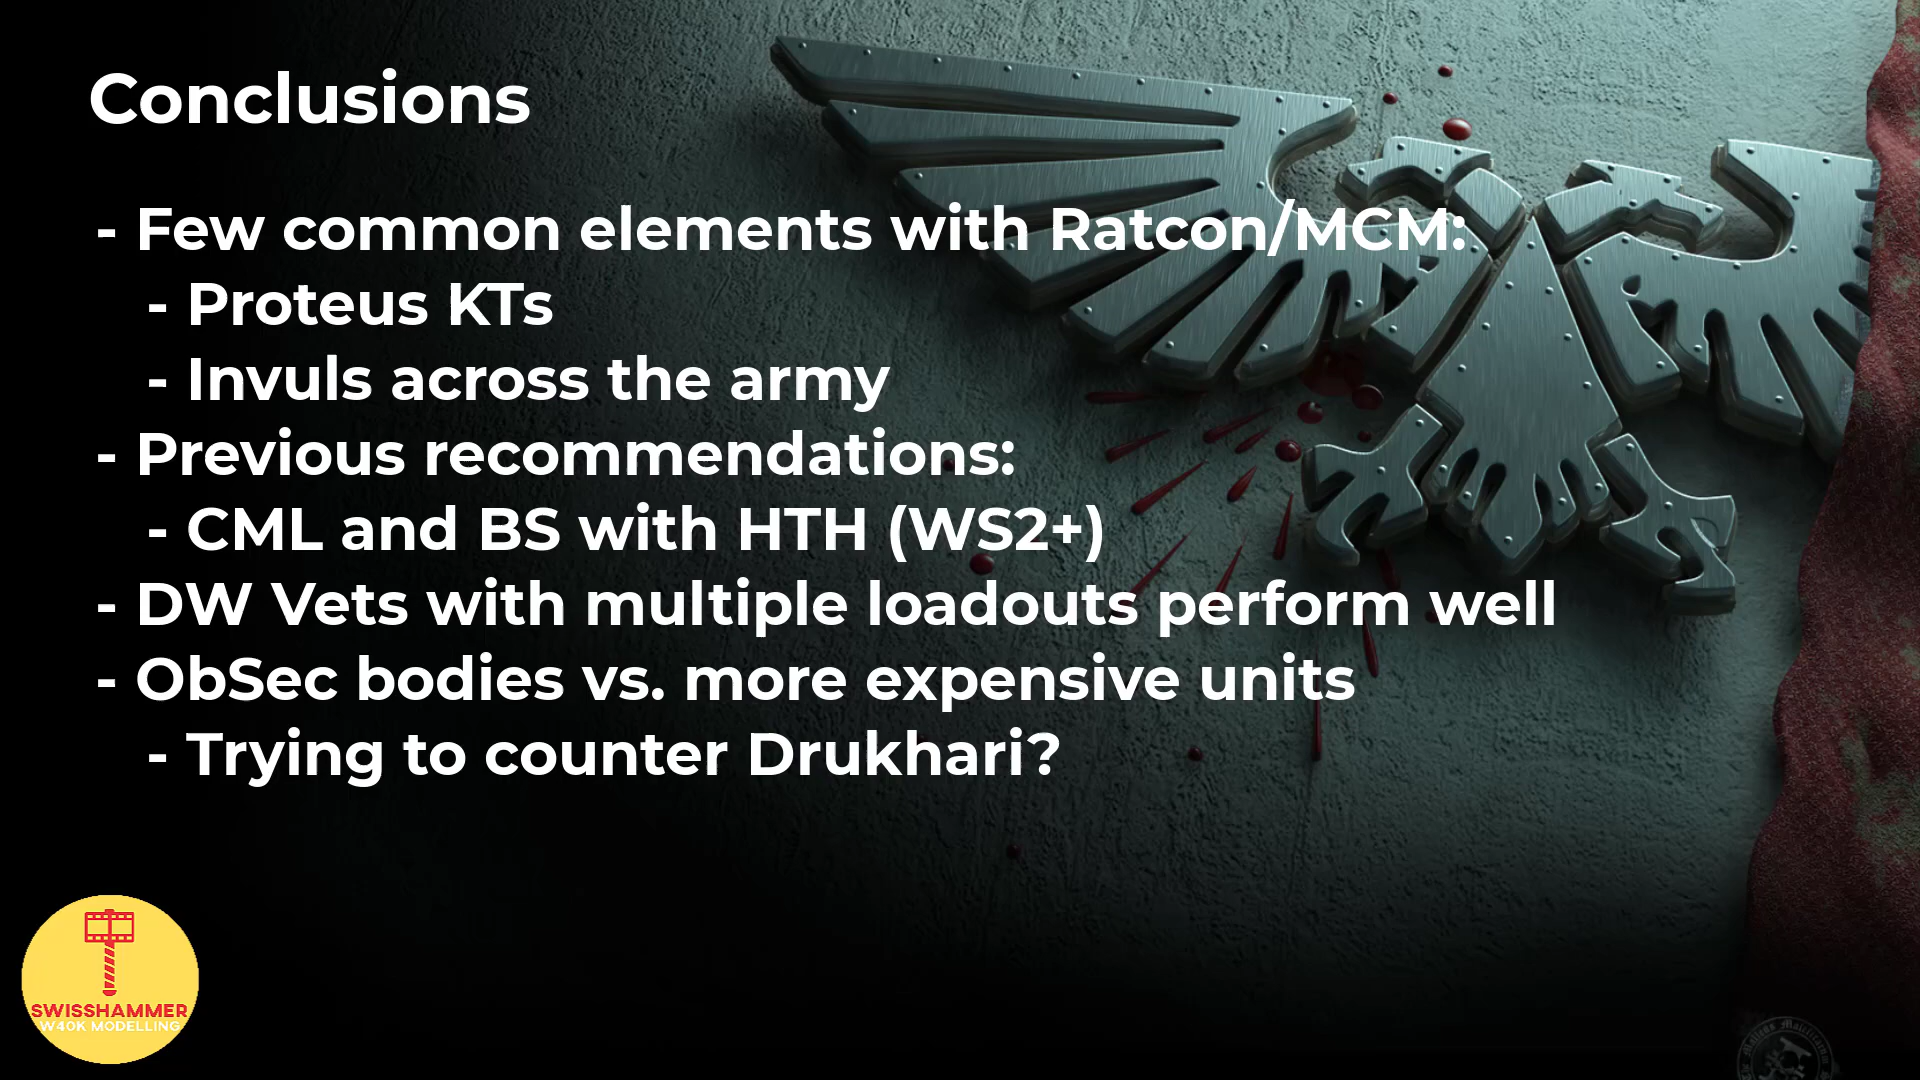 Conclusions
- Few common elements with Ratcon/MCM:
- Proteus KTs
- Invuls across the army
- Previous recommendations:
- CML and BS with HTH (WS2+)
- DW Vets with multiple loadouts perform well
- ObSec bodies vs. more expensive units
- Trying to counter Drukhari?
SWISSHAMMER
W40K MODELLING